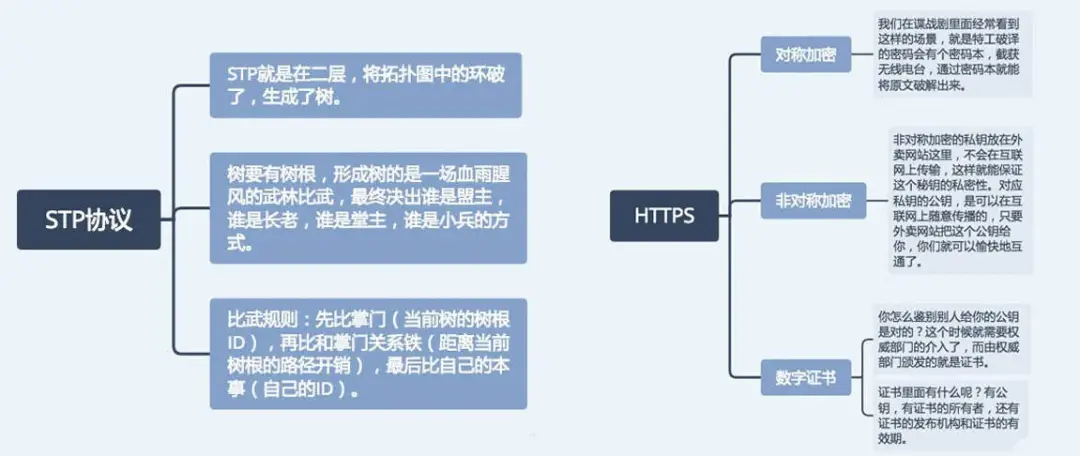 STP协议
STP就是在二层，将拓扑图中的环破
了，生成了树。
树要有树根，形成树的是一场血雨腥
风的武林比武，最终决出谁是盟主，
谁是长老，谁是堂主，谁是小兵的方
式。
比武规则：先比掌门（当前树的树根
ID），再比和掌门关系铁（距离当前
树根的路径开销），最后比自己的本
事（自己的ID）。
HTTPS
对称加密
我们在谍战剧里面经常看到
这样的场景，就是特工破译
的密码会有个密码本，截获
无线电台，通过密码本就能
将原文破解出来。
非对称加密
非对称加密的私钥放在外
卖网站这里，不会在互联
网上传输，这样就能保证
这个秘钥的私密性。对应
私钥的公钥，是可以在互
联网上随意传播的，只要
外卖网站把这个公钥给
你，你们就可以愉快地互
通了。
数字证书
你怎么鉴别别人给你的公钥
是对的？这个时候就需要权
威部门的介入了，而由权威
部门颁发的就是证书。
证书里面有什么呢？有公
钥，有证书的所有者，还有
证书的发布机构和证书的有
效期。